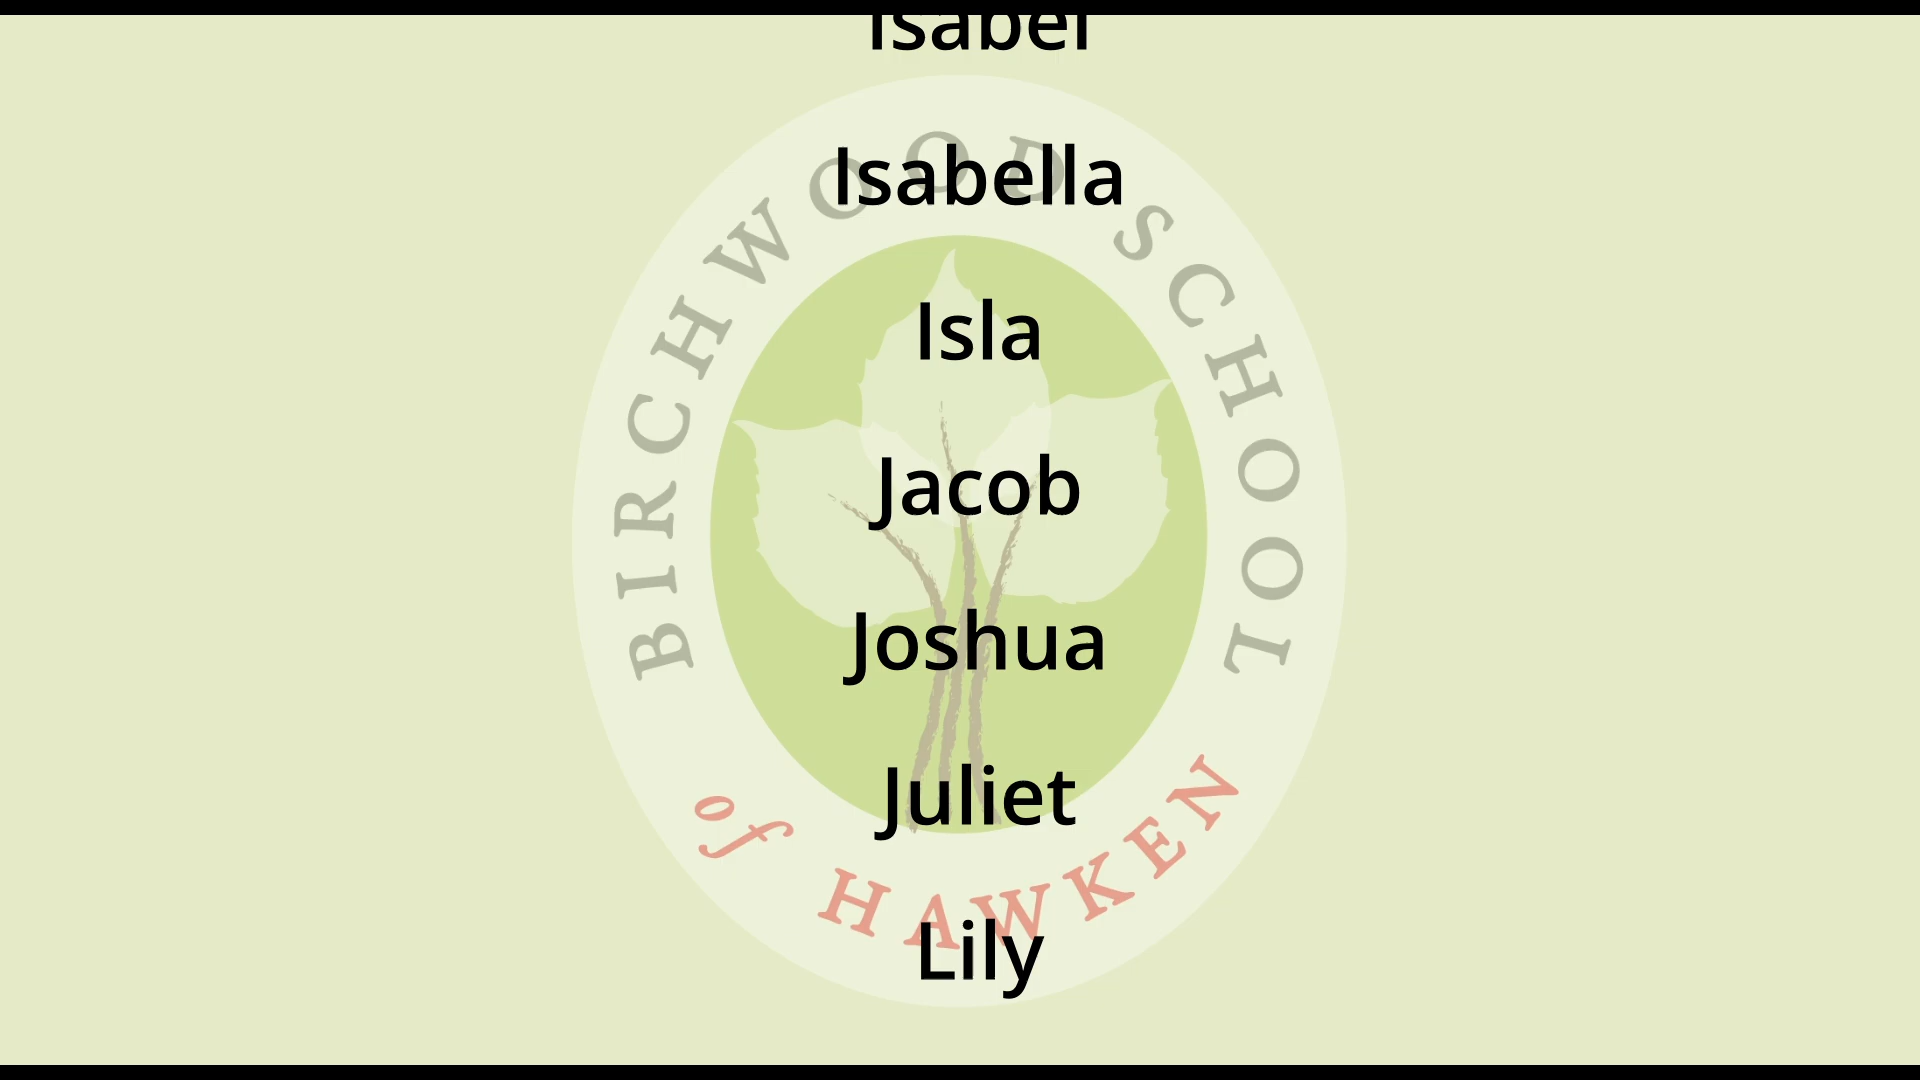 Isabel
Isabella
Isla
Jacob
Joshua
Juliet
Lily
BIRCHWOOD SCHOOL
of HAWKEN